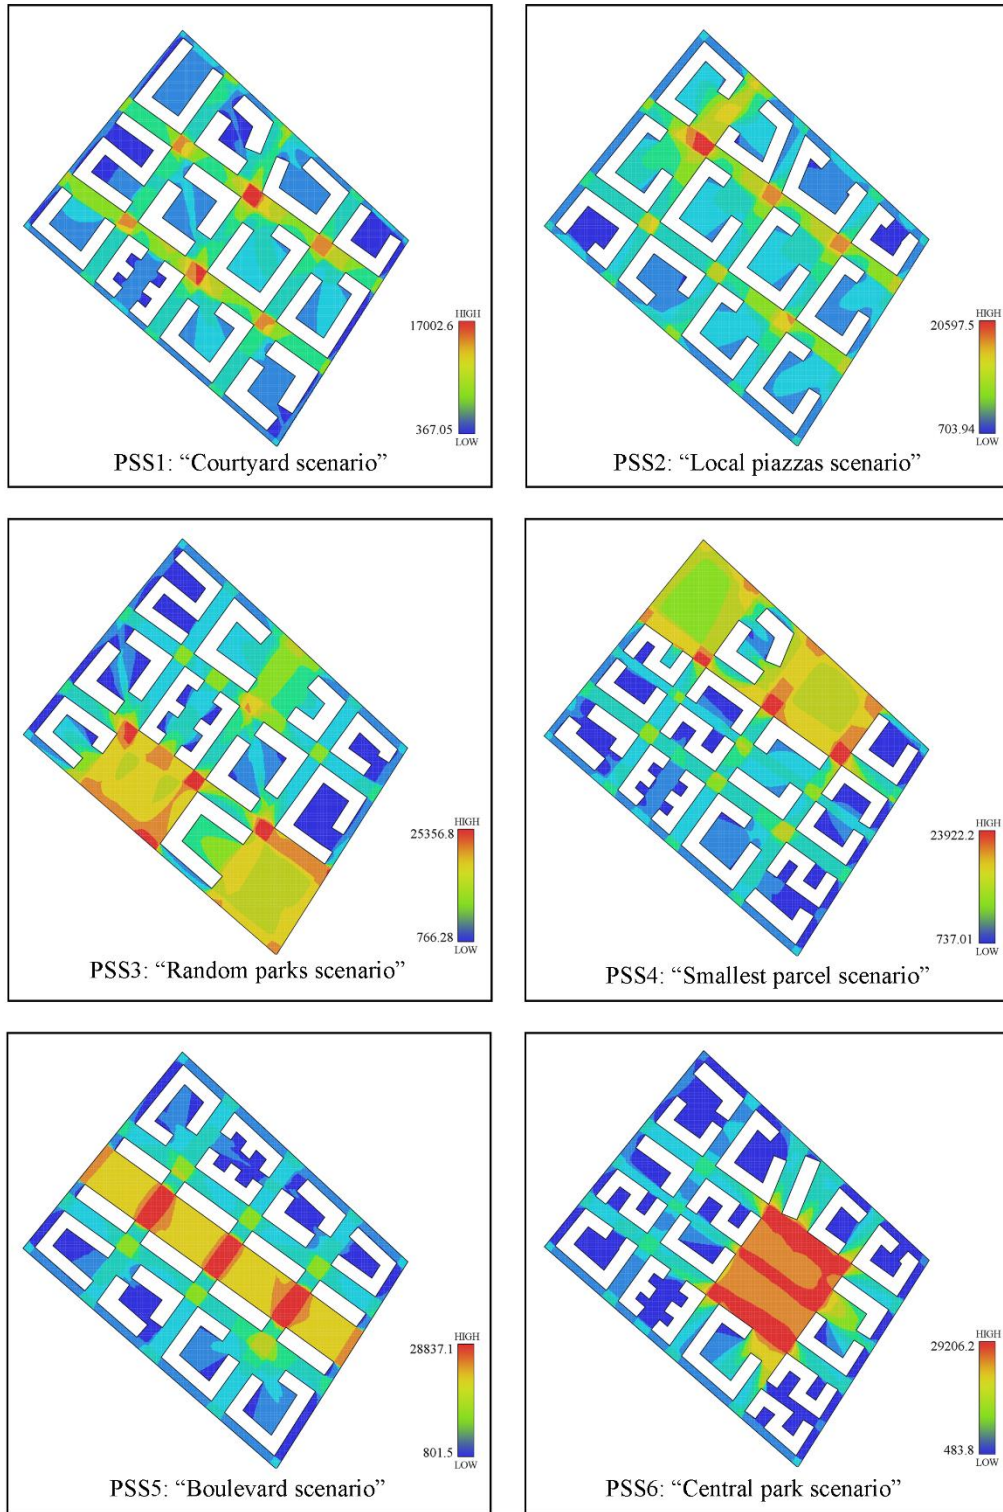 HIGH
17002.6
367.05
LOW
PSS1: “Courtyard scenario”
HIGH
20597.5
703.94
LOW
PSS2: “Local piazzas scenario”
HIGH
25356.8
766.28
LOW
PSS3: “Random parks scenario”
HIGH
23922.2
737.01
LOW
PSS4: “Smallest parcel scenario”
HIGH
28837.1
801.5
LOW
PSS5: “Boulevard scenario”
HIGH
29206.2
483.8
LOW
PSS6: “Central park scenario”